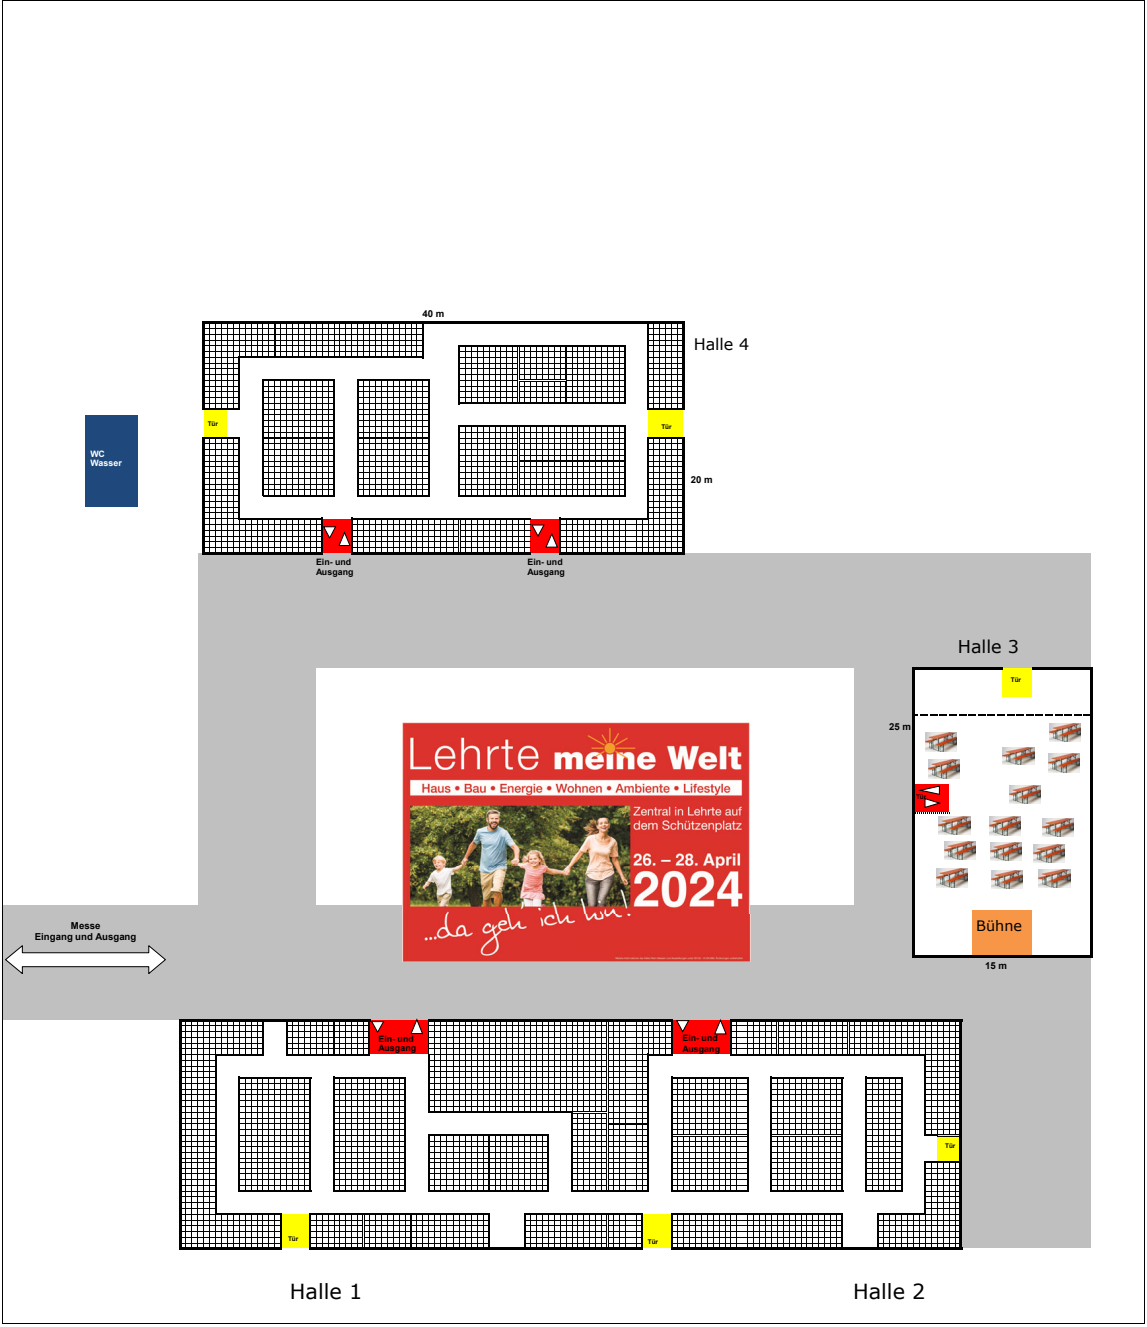 40 m
Halle 4
Tür
Tür
WC
Wasser
20 m
Ein- und
Ausgang
Ein- und
Ausgang
Halle 3
Tür
25 m
Tür
Lehrte meine Welt
Haus • Bau • Energie • Wohnen • Ambiente • Lifestyle
Zentral in Lehrte auf
dem Schützenplatz
26. – 28. April
2024
...da geh ich hin!
Messe
Eingang und Ausgang
Bühne
15 m
Ein- und
Ausgang
Ein- und
Ausgang
Tür
Tür
Tür
Halle 1
Halle 2